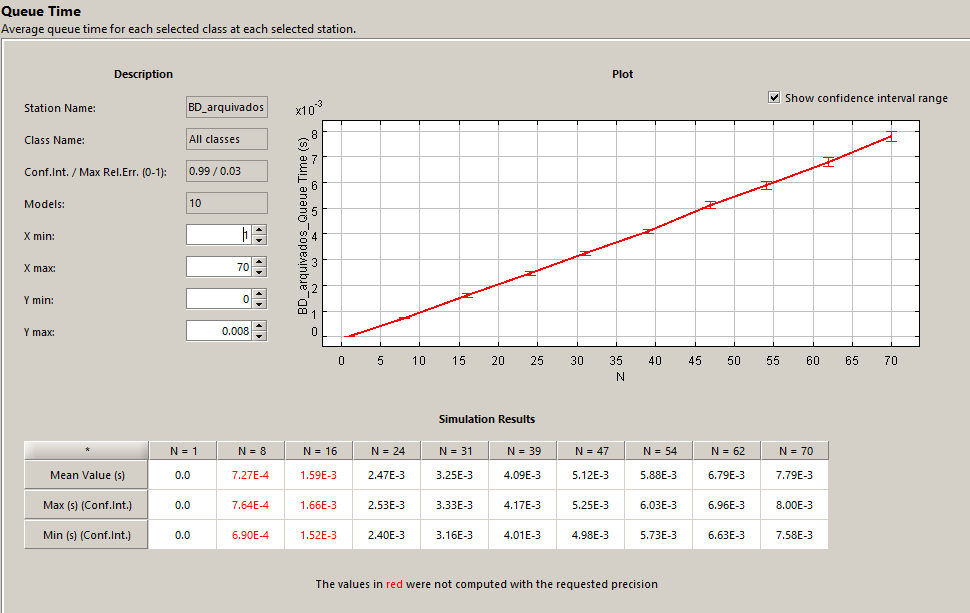 Queue Time
Average queue time for each selected class at each selected station.
Description
Station Name: BD_arquivados
Class Name: All classes
Conf.Int. / Max Rel.Err. (0-1): 0.99 / 0.03
Models: 10
X min: 1
X max: 70
Y min: 0
Y max: 0.008
Plot
Show confidence interval range
x10-3
BD_arquivados_Queue Time (s)
8
7
6
5
4
3
2
1
0
0 5 10 15 20 25 30 35 40 45 50 55 60 65 70
N
Simulation Results
* N = 1 N = 8 N = 16 N = 24 N = 31 N = 39 N = 47 N = 54 N = 62 N = 70
Mean Value (s) 0.0 7.27E-4 1.59E-3 2.47E-3 3.25E-3 4.09E-3 5.12E-3 5.88E-3 6.79E-3 7.79E-3
Max (s) (Conf.Int.) 0.0 7.64E-4 1.66E-3 2.53E-3 3.33E-3 4.17E-3 5.25E-3 6.03E-3 6.96E-3 8.00E-3
Min (s) (Conf.Int.) 0.0 6.90E-4 1.52E-3 2.40E-3 3.16E-3 4.01E-3 4.98E-3 5.73E-3 6.63E-3 7.58E-3
The values in red were not computed with the requested precision